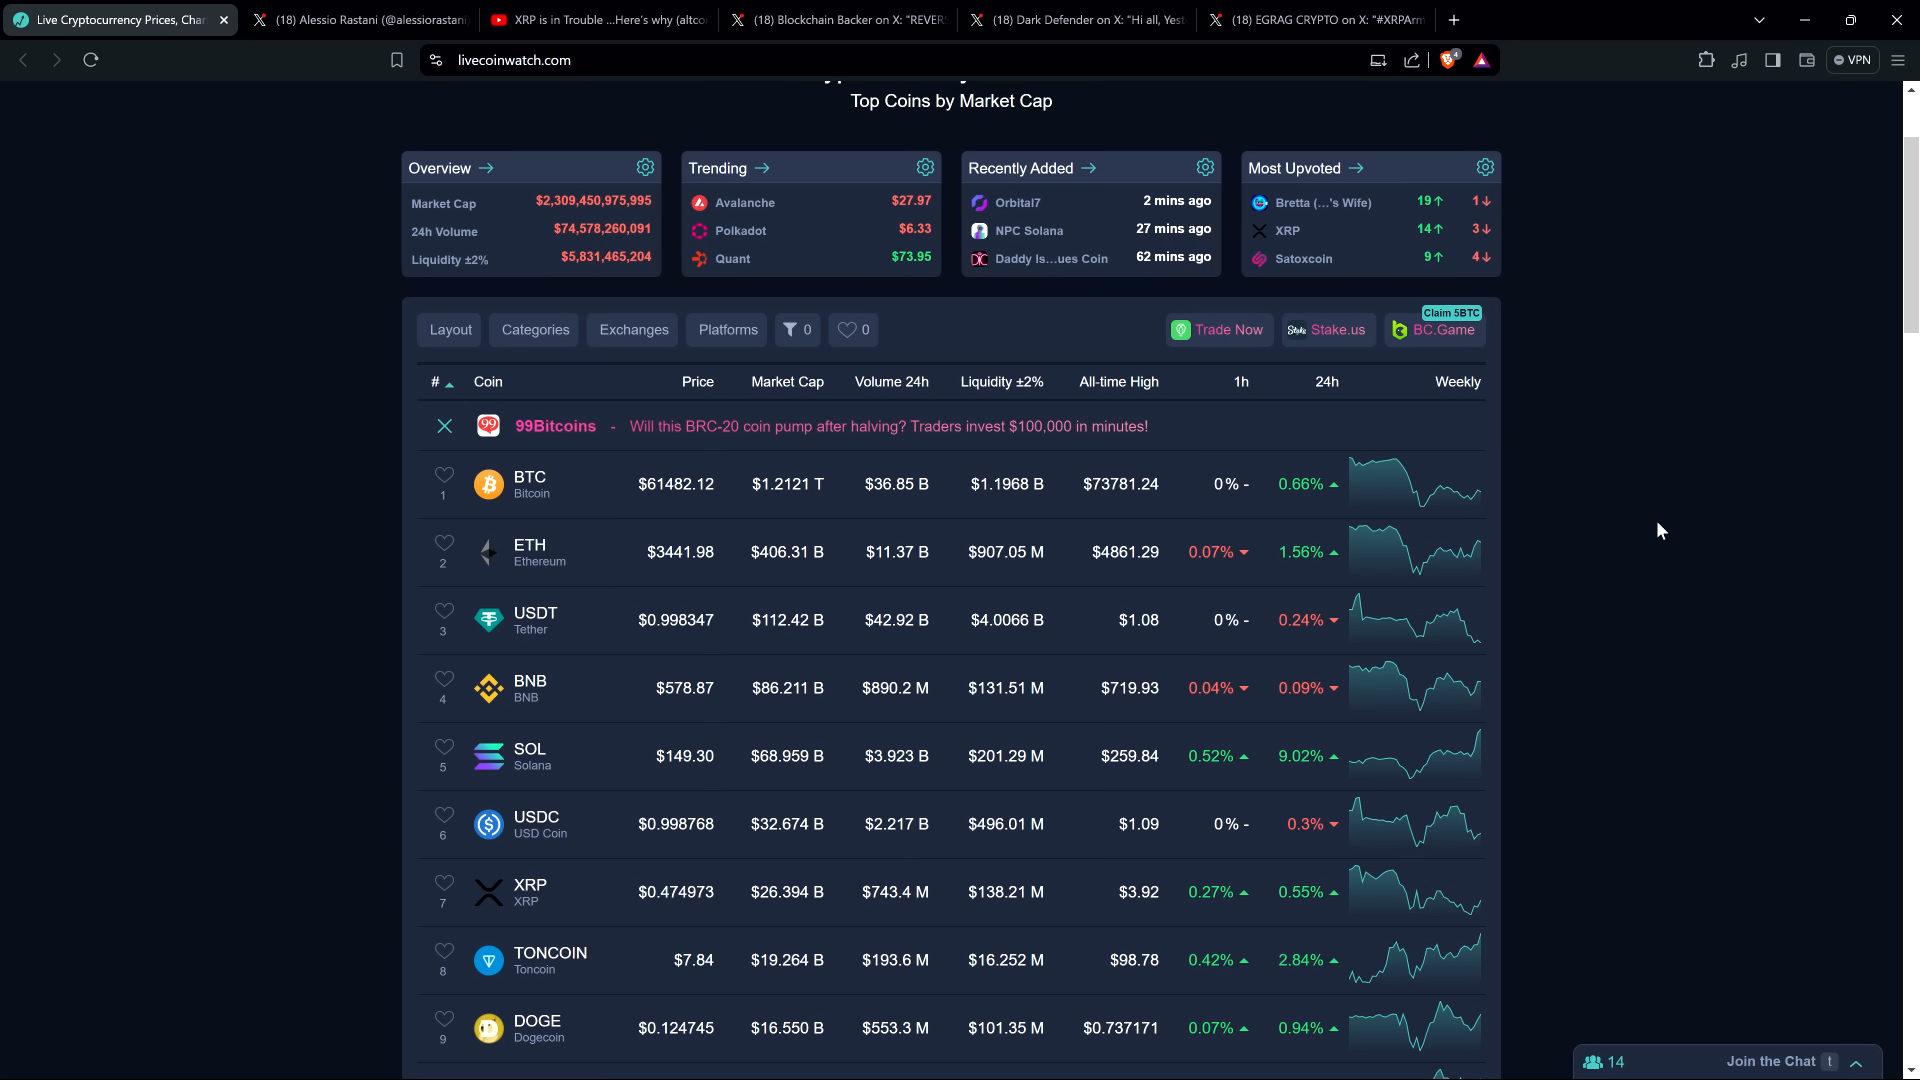 Live Cryptocurrency Prices, Char
(18) Alessio Rastani (@alessiorastani
XRP is in Trouble ...Here's why (altco
(18) Blockchain Backer on X: "REVER
(18) Dark Defender on X: "Hi all, Yest
(18) EGRAG CRYPTO on X: "#XRPArm
livecoinwatch.com
4
VPN
Top Coins by Market Cap
Overview
Market Cap $2,309,450,975,995
24h Volume $74,578,260,091
Liquidity ±2% $5,831,465,204
Trending
Avalanche $27.97
Polkadot $6.33
Quant $73.95
Recently Added
Orbital7 2 mins ago
NPC Solana 27 mins ago
Daddy Is...ues Coin 62 mins ago
Most Upvoted
Bretta (...'s Wife) 19↑ 1↓
XRP 14↑ 3↓
Satoxcoin 9↑ 4↓
Layout Categories Exchanges Platforms 0 0
Trade Now Stake Stake.us BC.Game
Claim 5BTC
# Coin Price Market Cap Volume 24h Liquidity ±2% All-time High 1h 24h Weekly
99 99Bitcoins - Will this BRC-20 coin pump after halving? Traders invest $100,000 in minutes!
1 BTC Bitcoin $61482.12 $1.2121 T $36.85 B $1.1968 B $73781.24 0% - 0.66%
2 ETH Ethereum $3441.98 $406.31 B $11.37 B $907.05 M $4861.29 0.07% 1.56%
3 USDT Tether $0.998347 $112.42 B $42.92 B $4.0066 B $1.08 0% - 0.24%
4 BNB BNB $578.87 $86.211 B $890.2 M $131.51 M $719.93 0.04% 0.09%
5 SOL Solana $149.30 $68.959 B $3.923 B $201.29 M $259.84 0.52% 9.02%
6 USDC USD Coin $0.998768 $32.674 B $2.217 B $496.01 M $1.09 0% - 0.3%
7 XRP XRP $0.474973 $26.394 B $743.4 M $138.21 M $3.92 0.27% 0.55%
8 TONCOIN Toncoin $7.84 $19.264 B $193.6 M $16.252 M $98.78 0.42% 2.84%
9 DOGE Dogecoin $0.124745 $16.550 B $553.3 M $101.35 M $0.737171 0.07% 0.94%
14 Join the Chat t